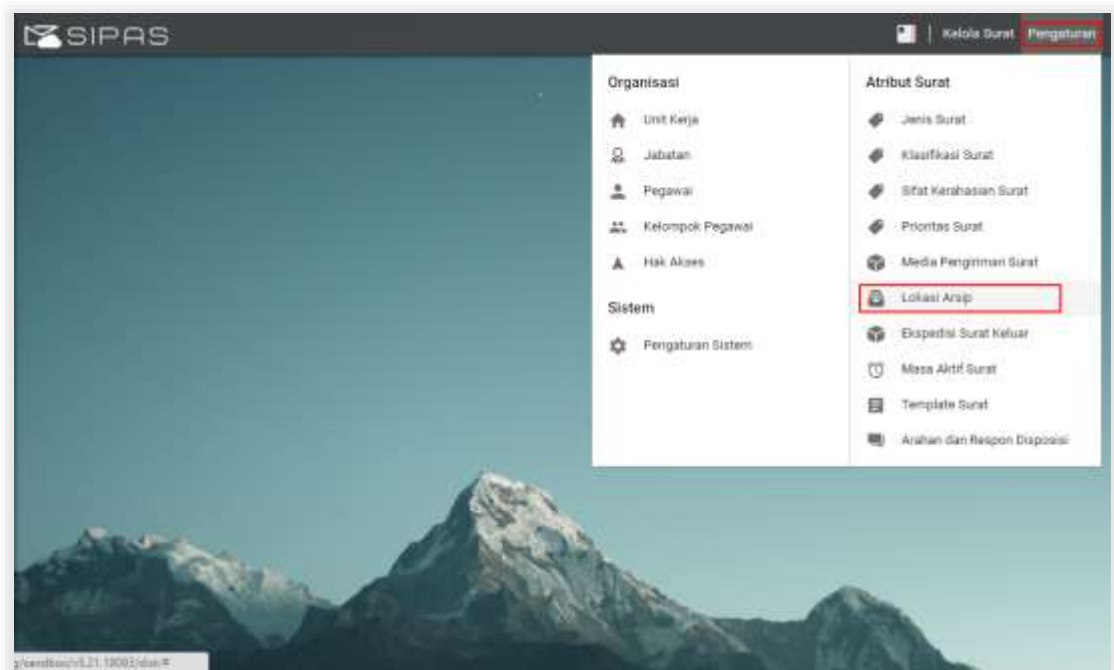 SIPAS
Kelola Surat
Pengaturan
Organisasi
Unit Kerja
Jabatan
Pegawai
Kelompok Pegawai
Hak Akses
Sistem
Pengaturan Sistem
Atribut Surat
Jenis Surat
Klasifikasi Surat
Sifat Kerahasian Surat
Prioritas Surat
Media Pengiriman Surat
Lokasi Arsip
Ekspedisi Surat Keluar
Masa Aktif Surat
Template Surat
Arahan dan Respon Disposisi